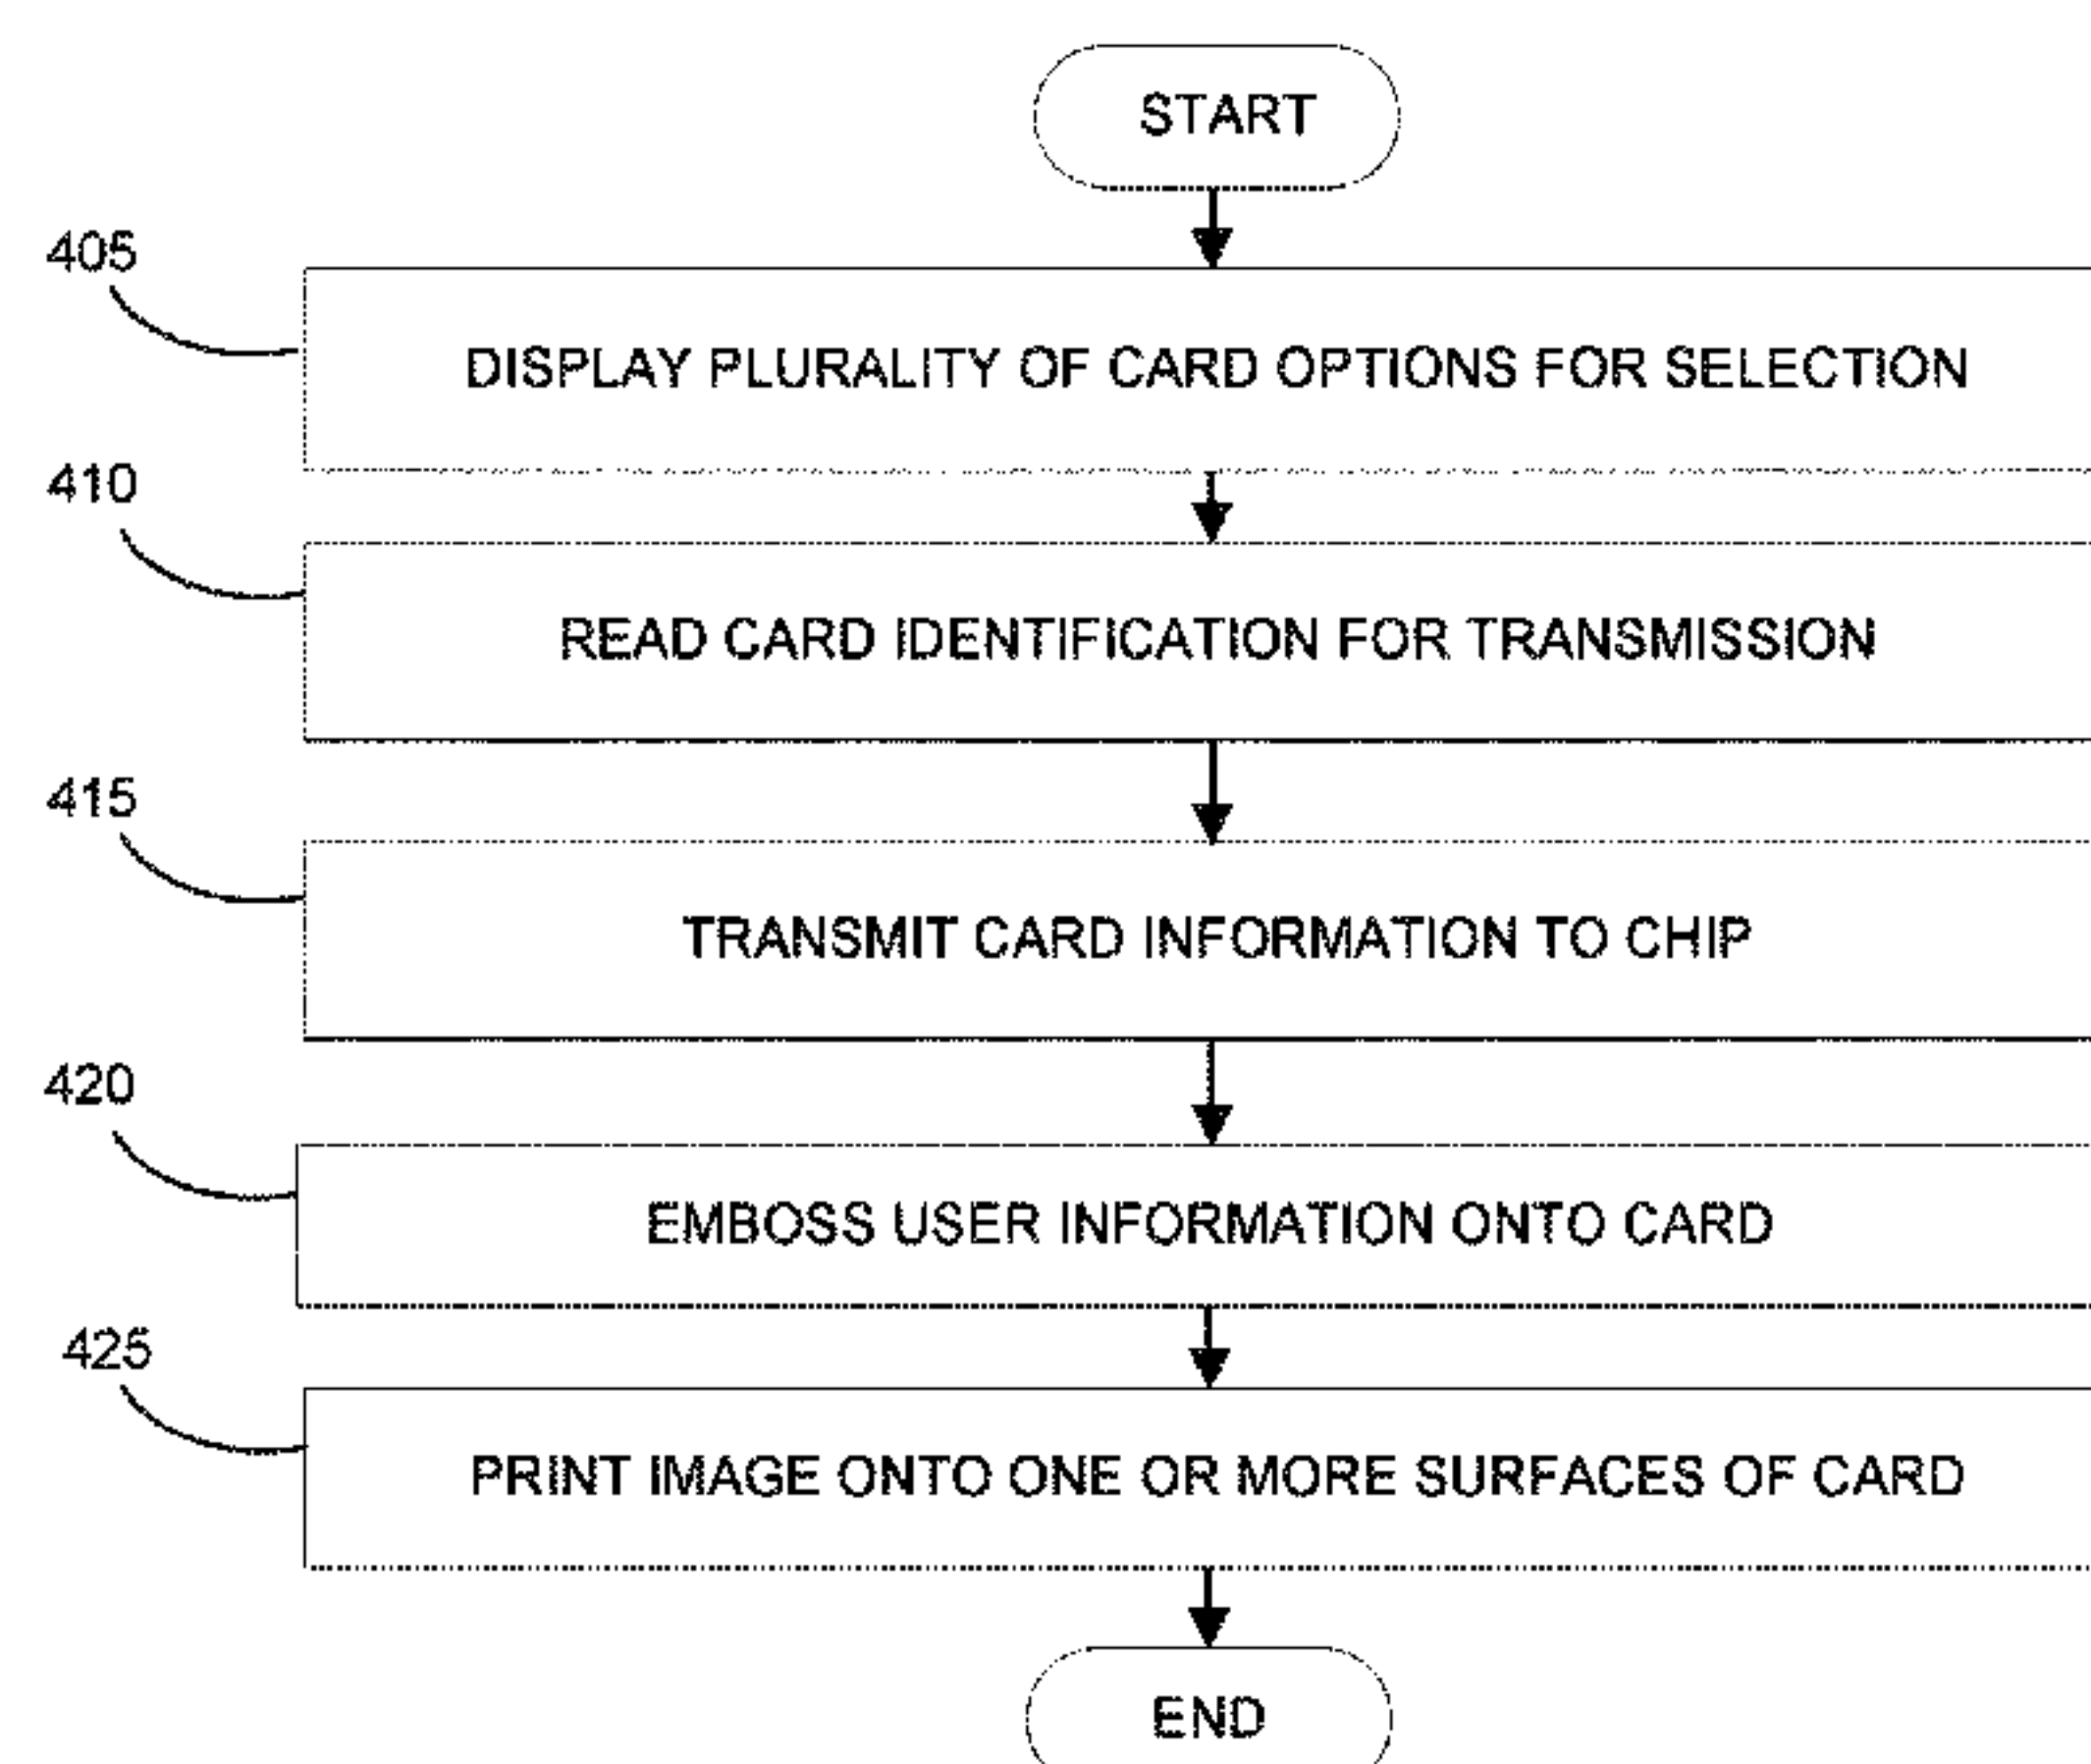 START
405
DISPLAY PLURALITY OF CARD OPTIONS FOR SELECTION
410
READ CARD IDENTIFICATION FOR TRANSMISSION
415
TRANSMIT CARD INFORMATION TO CHIP
420
EMBOSS USER INFORMATION ONTO CARD
425
PRINT IMAGE ONTO ONE OR MORE SURFACES OF CARD
END